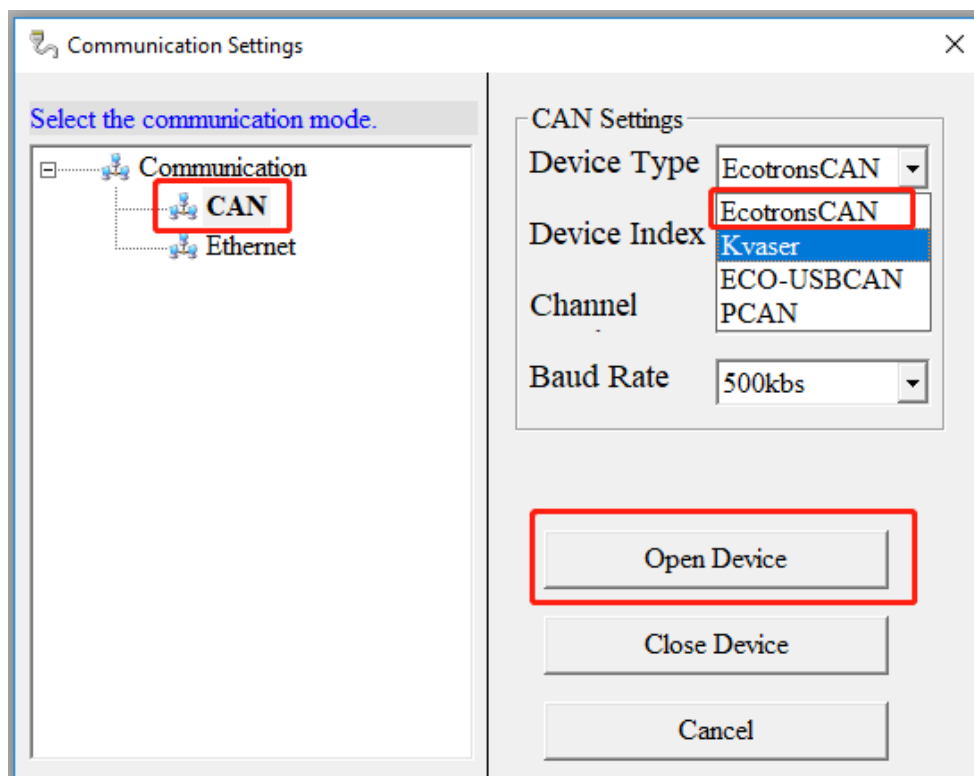 Communication Settings
Select the communication mode.
Communication
CAN
Ethernet
CAN Settings
Device Type
EcotronsCAN
EcotronsCAN
Kvaser
ECO-USBCAN
PCAN
Device Index
Channel
Baud Rate
500kbs
Open Device
Close Device
Cancel